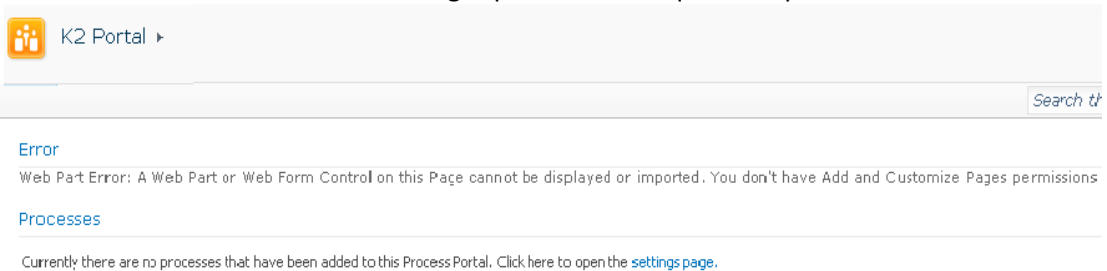 K2 Portal ▸
Search th
Error
Web Part Error: A Web Part or Web Form Control on this Page cannot be displayed or imported. You don't have Add and Customize Pages permissions
Processes
Currently there are no processes that have been added to this Process Portal. Click here to open the settings page.